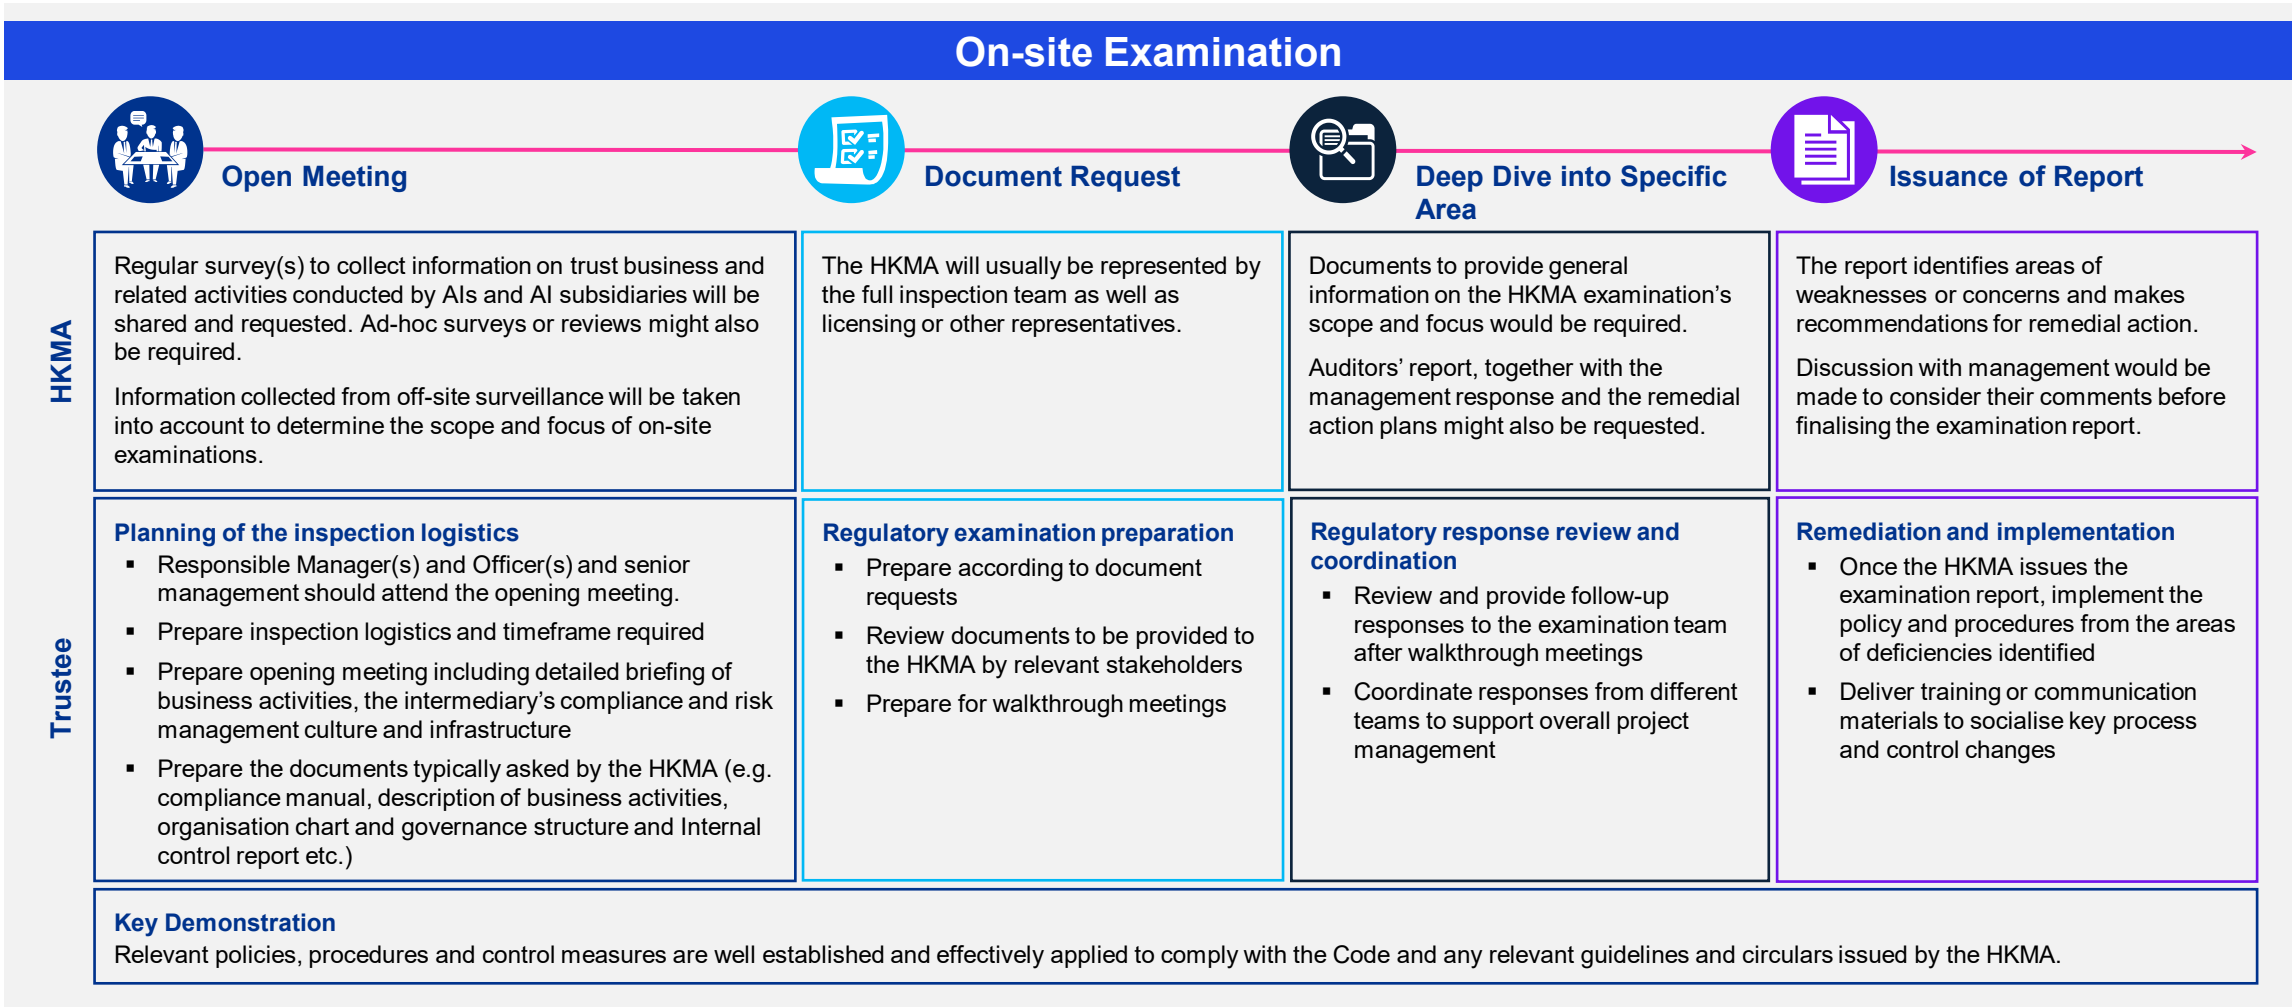 On-site Examination
Open Meeting
Document Request
Deep Dive into Specific
Area
Issuance of Report
HKMA
Regular survey(s) to collect information on trust business and
related activities conducted by AIs and AI subsidiaries will be
shared and requested. Ad-hoc surveys or reviews might also
be required.
Information collected from off-site surveillance will be taken
into account to determine the scope and focus of on-site
examinations.
The HKMA will usually be represented by
the full inspection team as well as
licensing or other representatives.
Documents to provide general
information on the HKMA examination's
scope and focus would be required.
Auditors' report, together with the
management response and the remedial
action plans might also be requested.
The report identifies areas of
weaknesses or concerns and makes
recommendations for remedial action.
Discussion with management would be
made to consider their comments before
finalising the examination report.
Trustee
Planning of the inspection logistics
▪ Responsible Manager(s) and Officer(s) and senior
management should attend the opening meeting.
▪ Prepare inspection logistics and timeframe required
▪ Prepare opening meeting including detailed briefing of
business activities, the intermediary's compliance and risk
management culture and infrastructure
▪ Prepare the documents typically asked by the HKMA (e.g.
compliance manual, description of business activities,
organisation chart and governance structure and Internal
control report etc.)
Regulatory examination preparation
▪ Prepare according to document
requests
▪ Review documents to be provided to
the HKMA by relevant stakeholders
▪ Prepare for walkthrough meetings
Regulatory response review and
coordination
▪ Review and provide follow-up
responses to the examination team
after walkthrough meetings
▪ Coordinate responses from different
teams to support overall project
management
Remediation and implementation
▪ Once the HKMA issues the
examination report, implement the
policy and procedures from the areas
of deficiencies identified
▪ Deliver training or communication
materials to socialise key process
and control changes
Key Demonstration
Relevant policies, procedures and control measures are well established and effectively applied to comply with the Code and any relevant guidelines and circulars issued by the HKMA.